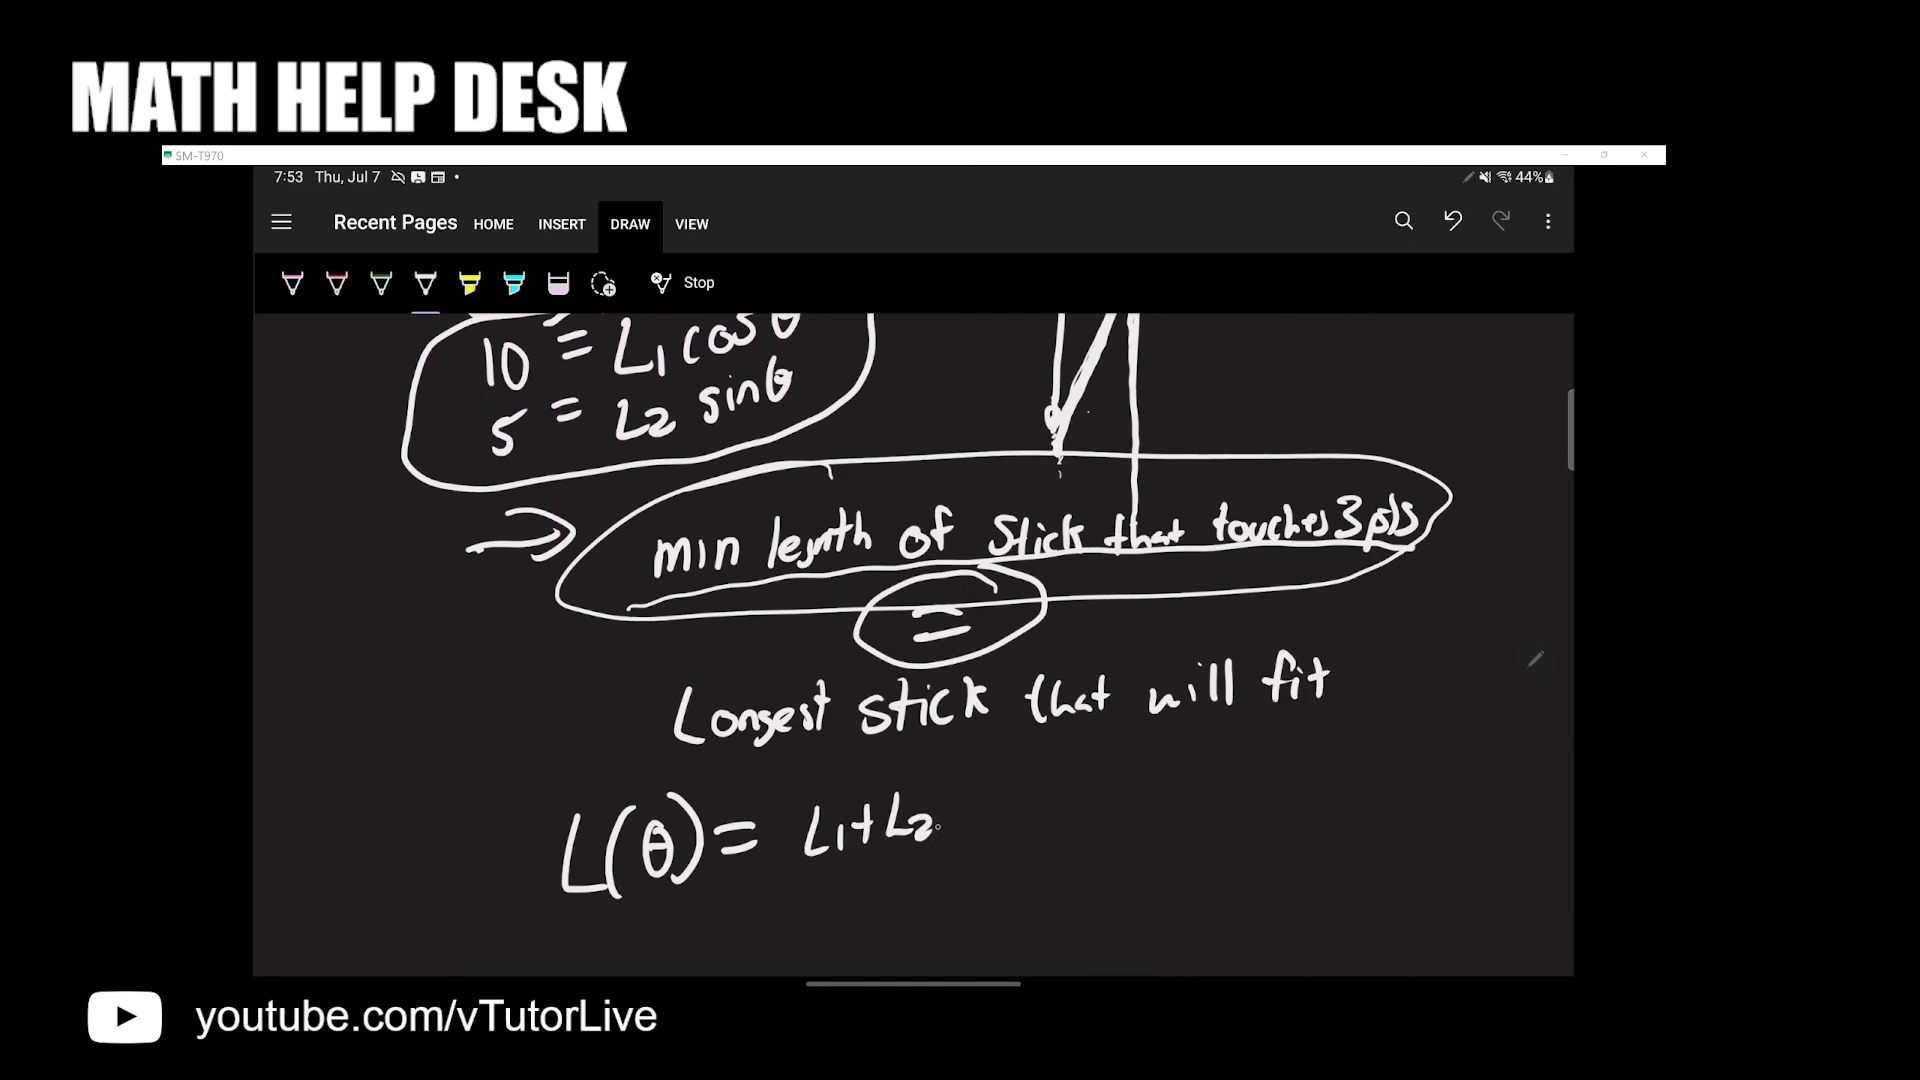 MATH HELP DESK
SM-T970
7:53 Thu, Jul 7 44%
Recent Pages HOME INSERT DRAW VIEW
Stop
10 = L1 cosθ
5 = L2 sinθ
min length of stick that touches 3 pts
=
Longest stick that will fit
L(θ) = L1+L2
youtube.com/vTutorLive